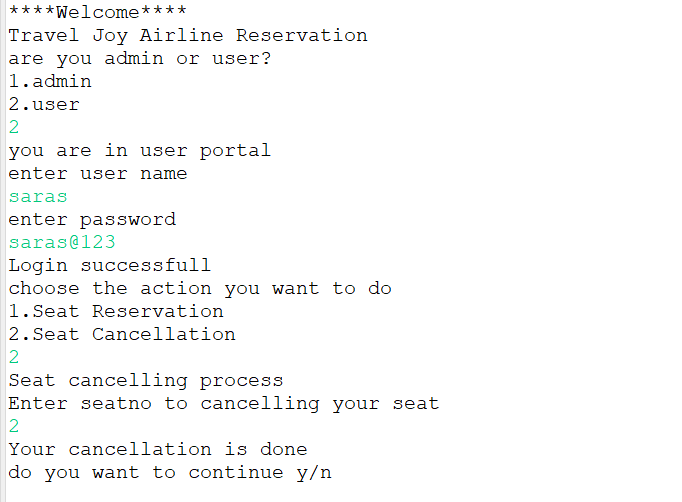 ****Welcome****
Travel Joy Airline Reservation
are you admin or user?
1.admin
2.user
2
you are in user portal
enter user name
saras
enter password
saras@123
Login successfull
choose the action you want to do
1.Seat Reservation
2.Seat Cancellation
2
Seat cancelling process
Enter seatno to cancelling your seat
2
Your cancellation is done
do you want to continue y/n